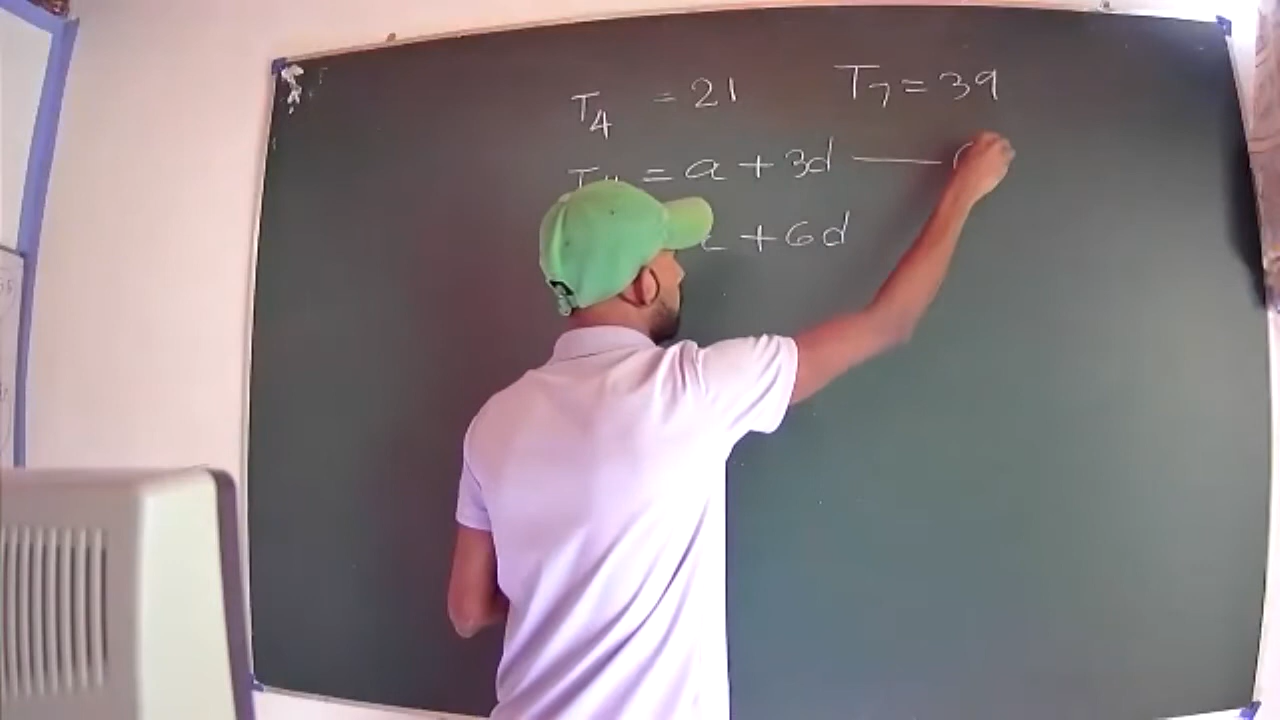 T₄ = 21 T₇ = 39
= a + 3d —
+ 6d